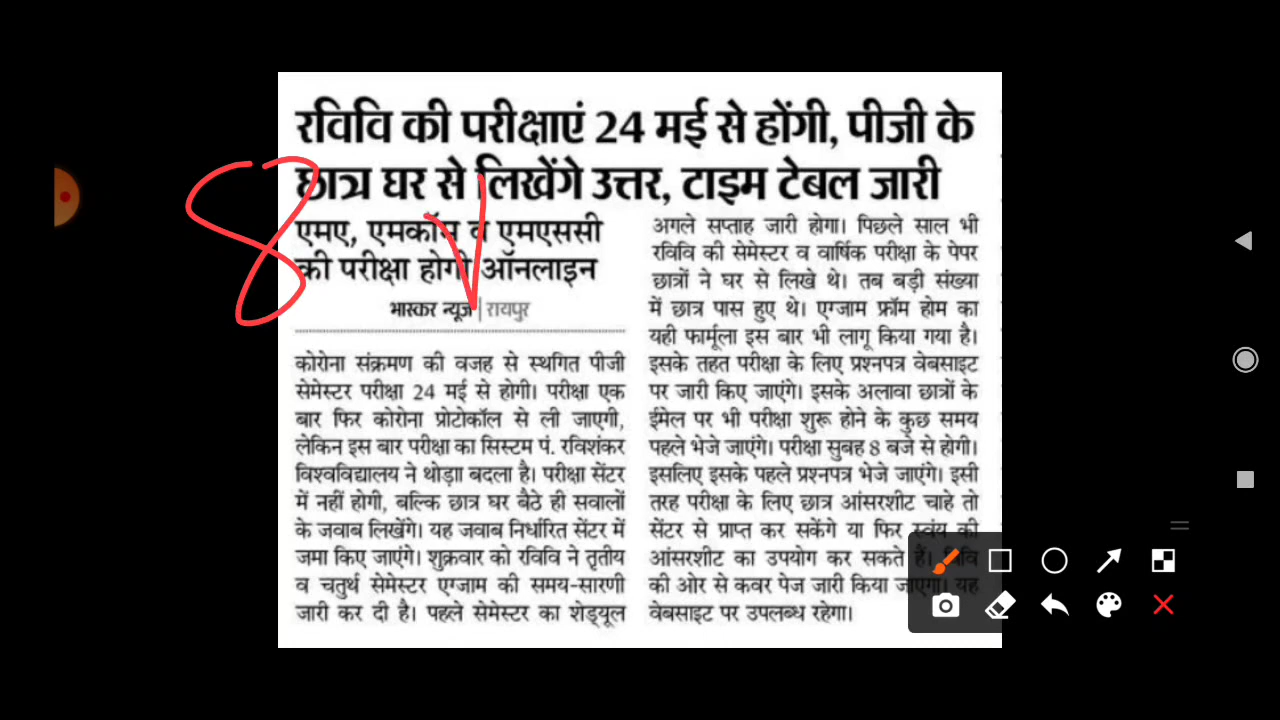 रविवि की परीक्षाएं 24 मई से होंगी, पीजी के
छात्र घर से लिखेंगे उत्तर, टाइम टेबल जारी
एमए, एमकॉम व एमएससी
की परीक्षा होगी ऑनलाइन
भास्कर न्यूज | रायपुर
कोरोना संक्रमण की वजह से स्थगित पीजी
सेमेस्टर परीक्षा 24 मई से होगी। परीक्षा एक
बार फिर कोरोना प्रोटोकॉल से ली जाएगी,
लेकिन इस बार परीक्षा का सिस्टम पं. रविशंकर
विश्वविद्यालय ने थोड़ाा बदला है। परीक्षा सेंटर
में नहीं होगी, बल्कि छात्र घर बैठे ही सवालों
के जवाब लिखेंगे। यह जवाब निर्धारित सेंटर में
जमा किए जाएंगे। शुक्रवार को रविवि ने तृतीय
व चतुर्थ सेमेस्टर एग्जाम की समय-सारणी
जारी कर दी है। पहले सेमेस्टर का शेड्यूल
अगले सप्ताह जारी होगा। पिछले साल भी
रविवि की सेमेस्टर व वार्षिक परीक्षा के पेपर
छात्रों ने घर से लिखे थे। तब बड़ी संख्या
में छात्र पास हुए थे। एग्जाम फ्रॉम होम का
यही फार्मूला इस बार भी लागू किया गया है।
इसके तहत परीक्षा के लिए प्रश्नपत्र वेबसाइट
पर जारी किए जाएंगे। इसके अलावा छात्रों के
ईमेल पर भी परीक्षा शुरू होने के कुछ समय
पहले भेजे जाएंगे। परीक्षा सुबह 8 बजे से होगी।
इसलिए इसके पहले प्रश्नपत्र भेजे जाएंगे। इसी
तरह परीक्षा के लिए छात्र आंसरशीट चाहे तो
सेंटर से प्राप्त कर सकेंगे या फिर स्वंय की
आंसरशीट का उपयोग कर सकते हैं। रविवि
की ओर से कवर पेज जारी किया जाएगा। यह
वेबसाइट पर उपलब्ध रहेगा।